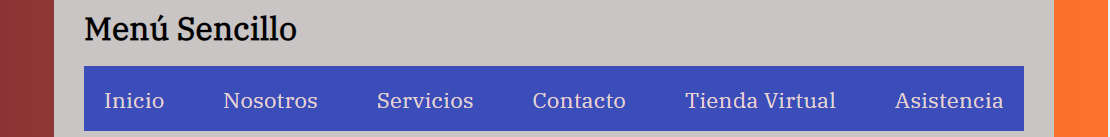 Menú Sencillo
Inicio Nosotros Servicios Contacto Tienda Virtual Asistencia